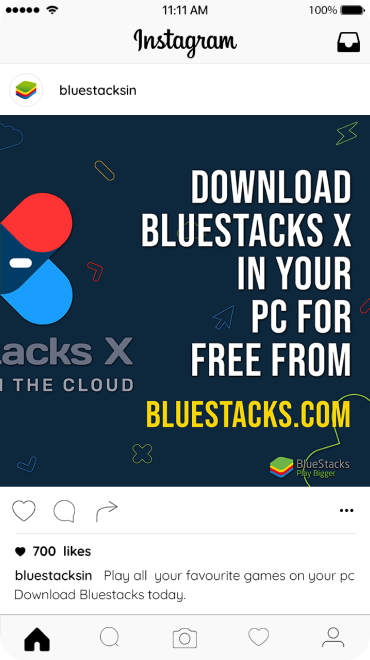 11:11 AM
100%
Instagram
bluestacksin
DOWNLOAD
BLUESTACKS X
IN YOUR
PC FOR
FREE FROM
acks X
THE CLOUD
BLUESTACKS.COM
BlueStacks
Play Bigger
700 likes
bluestacksin Play all your favourite games on your pc
Download Bluestacks today.